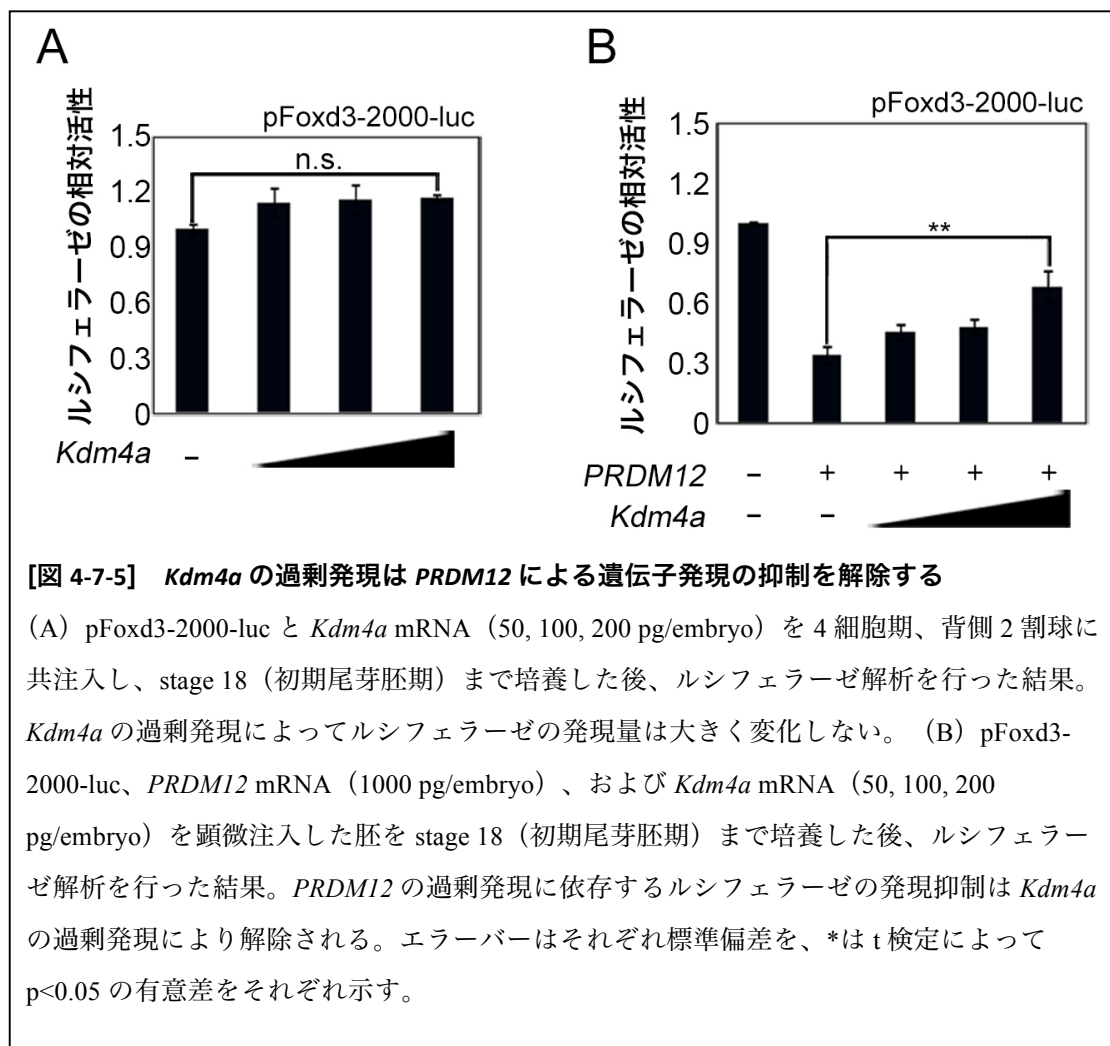 A
ルシフェラーゼの相対活性
pFoxd3-2000-luc
1.5
1.2
0.9
0.6
0.3
0
n.s.
Kdm4a –
B
ルシフェラーゼの相対活性
pFoxd3-2000-luc
1.5
1.2
0.9
0.6
0.3
0
**
PRDM12 – + + + +
Kdm4a – –
[図 4-7-5] Kdm4a の過剰発現は PRDM12 による遺伝子発現の抑制を解除する
(A)pFoxd3-2000-luc と Kdm4a mRNA(50, 100, 200 pg/embryo)を 4 細胞期、背側 2 割球に
共注入し、stage 18(初期尾芽胚期)まで培養した後、ルシフェラーゼ解析を行った結果。
Kdm4a の過剰発現によってルシフェラーゼの発現量は大きく変化しない。(B)pFoxd3-
2000-luc、PRDM12 mRNA(1000 pg/embryo)、および Kdm4a mRNA(50, 100, 200
pg/embryo)を顕微注入した胚を stage 18(初期尾芽胚期)まで培養した後、ルシフェラー
ゼ解析を行った結果。PRDM12 の過剰発現に依存するルシフェラーゼの発現抑制は Kdm4a
の過剰発現により解除される。エラーバーはそれぞれ標準偏差を、*は t 検定によって
p<0.05 の有意差をそれぞれ示す。